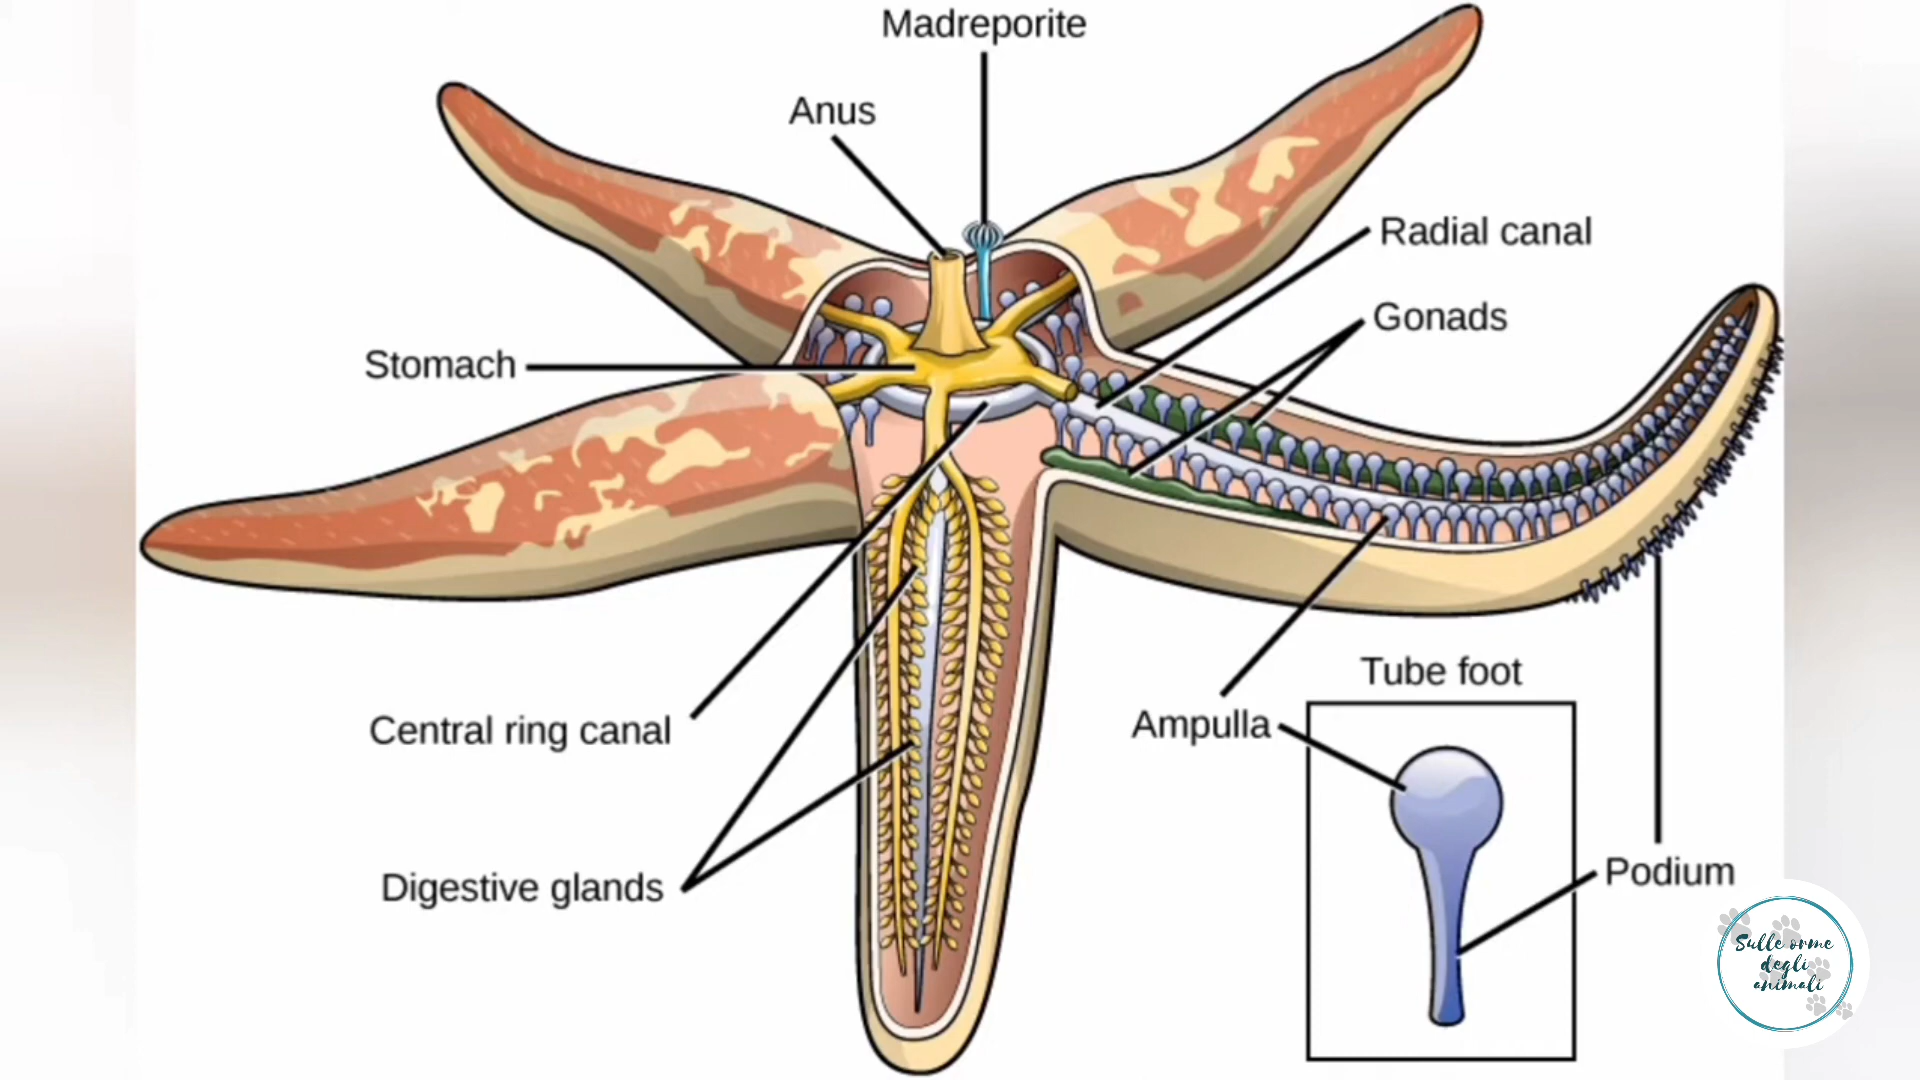 Madreporite
Anus
Radial canal
Gonads
Stomach
Tube foot
Ampulla
Central ring canal
Podium
Digestive glands
Sulle orme
degli
animali